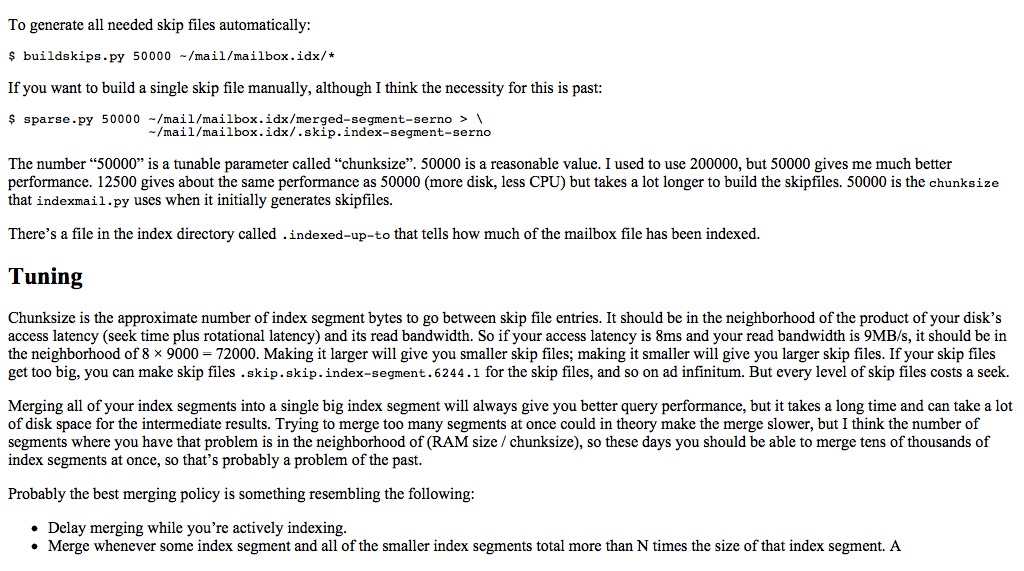 To generate all needed skip files automatically:
$ buildskips.py 50000 ~/mail/mailbox.idx/*
If you want to build a single skip file manually, although I think the necessity for this is past:
$ sparse.py 50000 ~/mail/mailbox.idx/merged-segment-serno > \
~/mail/mailbox.idx/.skip.index-segment-serno
The number “50000” is a tunable parameter called “chunksize”. 50000 is a reasonable value. I used to use 200000, but 50000 gives me much better
performance. 12500 gives about the same performance as 50000 (more disk, less CPU) but takes a lot longer to build the skipfiles. 50000 is the chunksize
that indexmail.py uses when it initially generates skipfiles.
There’s a file in the index directory called .indexed-up-to that tells how much of the mailbox file has been indexed.
Tuning
Chunksize is the approximate number of index segment bytes to go between skip file entries. It should be in the neighborhood of the product of your disk’s
access latency (seek time plus rotational latency) and its read bandwidth. So if your access latency is 8ms and your read bandwidth is 9MB/s, it should be in
the neighborhood of 8 × 9000 = 72000. Making it larger will give you smaller skip files; making it smaller will give you larger skip files. If your skip files
get too big, you can make skip files .skip.skip.index-segment.6244.1 for the skip files, and so on ad infinitum. But every level of skip files costs a seek.
Merging all of your index segments into a single big index segment will always give you better query performance, but it takes a long time and can take a lot
of disk space for the intermediate results. Trying to merge too many segments at once could in theory make the merge slower, but I think the number of
segments where you have that problem is in the neighborhood of (RAM size / chunksize), so these days you should be able to merge tens of thousands of
index segments at once, so that’s probably a problem of the past.
Probably the best merging policy is something resembling the following:
• Delay merging while you’re actively indexing.
• Merge whenever some index segment and all of the smaller index segments total more than N times the size of that index segment. A